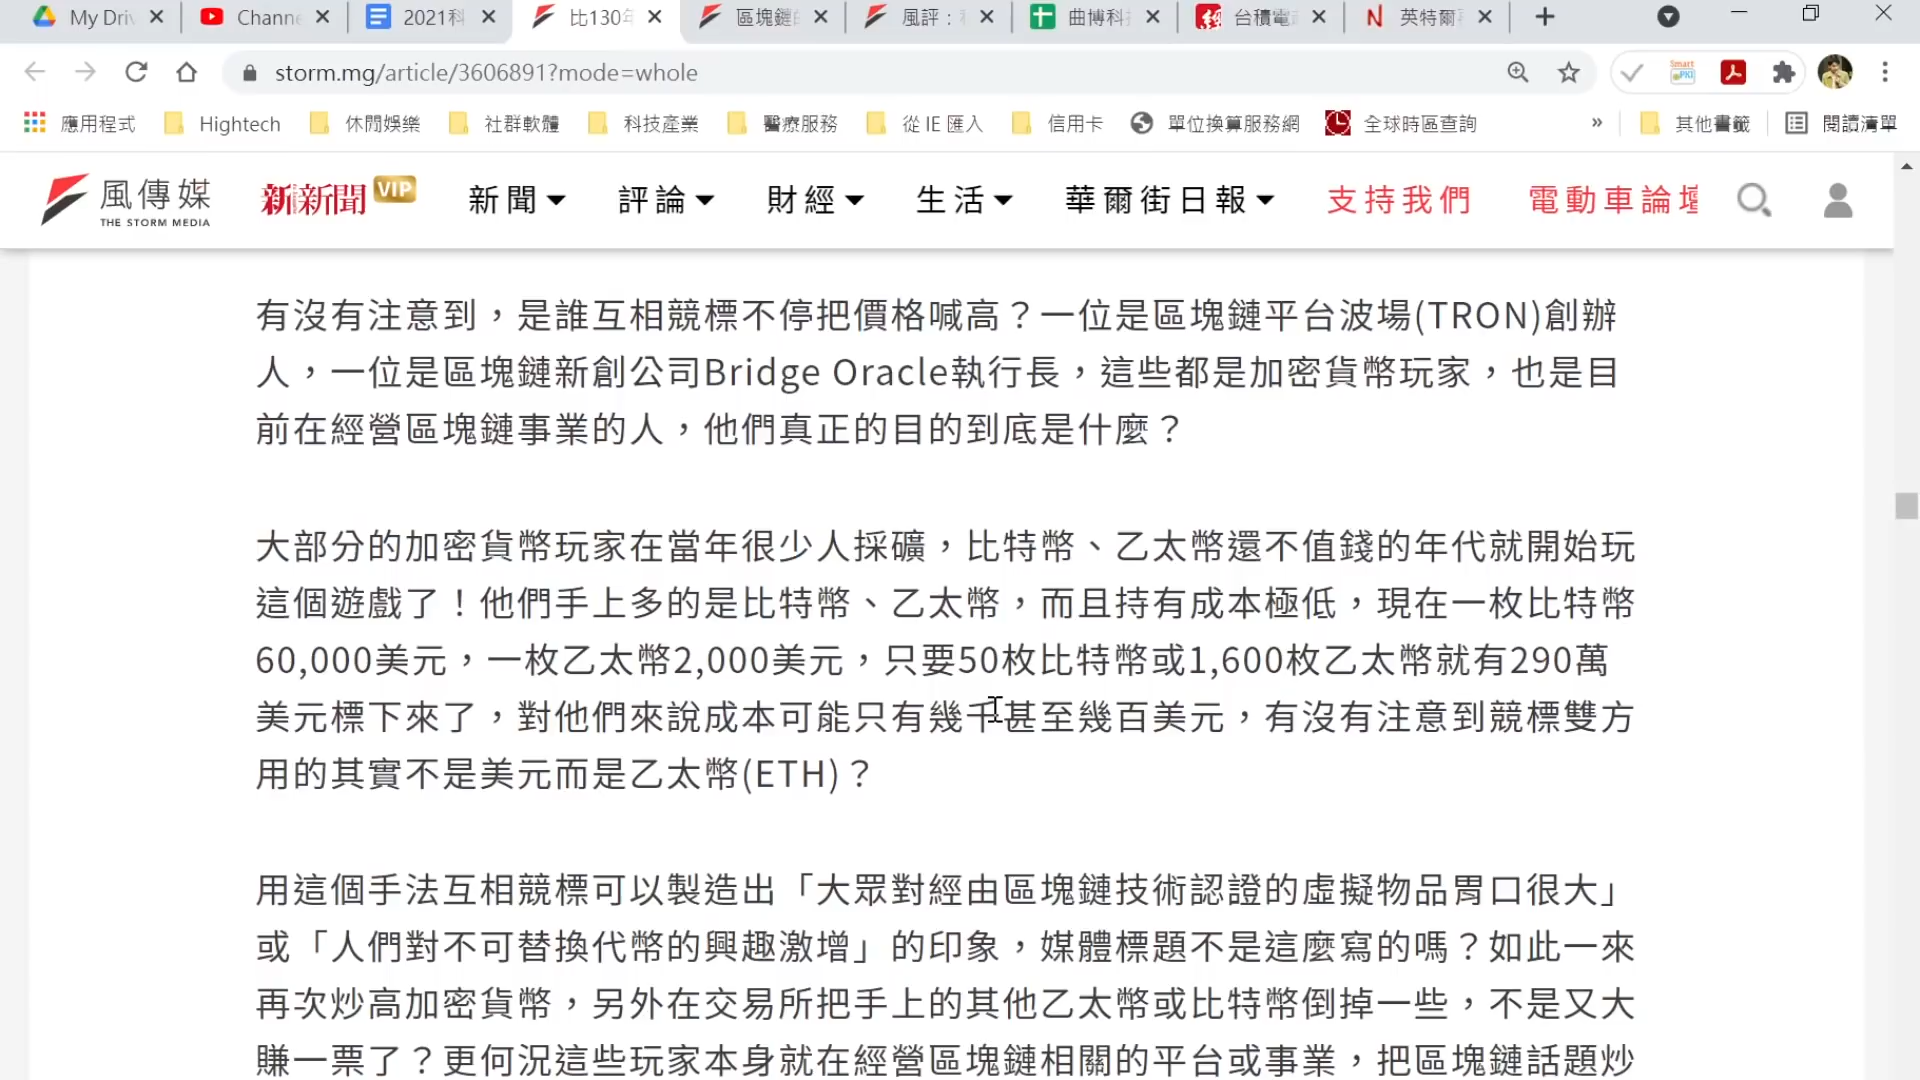 My Driv
Channe
2021科
比130年
區塊鏈的
風評：
曲博科技
台積電
英特爾
storm.mg/article/3606891?mode=whole
應用程式
Hightech
休閒娛樂
社群軟體
科技產業
醫療服務
從 IE 匯入
信用卡
單位換算服務網
全球時區查詢
»
其他書籤
閱讀清單
風傳媒
THE STORM MEDIA
新新聞 VIP
新聞
評論
財經
生活
華爾街日報
支持我們
電動車論壇
有沒有注意到，是誰互相競標不停把價格喊高？一位是區塊鏈平台波場(TRON)創辦
人，一位是區塊鏈新創公司Bridge Oracle執行長，這些都是加密貨幣玩家，也是目
前在經營區塊鏈事業的人，他們真正的目的到底是什麼？
大部分的加密貨幣玩家在當年很少人採礦，比特幣、乙太幣還不值錢的年代就開始玩
這個遊戲了！他們手上多的是比特幣、乙太幣，而且持有成本極低，現在一枚比特幣
60,000美元，一枚乙太幣2,000美元，只要50枚比特幣或1,600枚乙太幣就有290萬
美元標下來了，對他們來說成本可能只有幾千甚至幾百美元，有沒有注意到競標雙方
用的其實不是美元而是乙太幣(ETH)？
用這個手法互相競標可以製造出「大眾對經由區塊鏈技術認證的虛擬物品胃口很大」
或「人們對不可替換代幣的興趣激增」的印象，媒體標題不是這麼寫的嗎？如此一來
再次炒高加密貨幣，另外在交易所把手上的其他乙太幣或比特幣倒掉一些，不是又大
賺一票了？更何況這些玩家本身就在經營區塊鏈相關的平台或事業，把區塊鏈話題炒